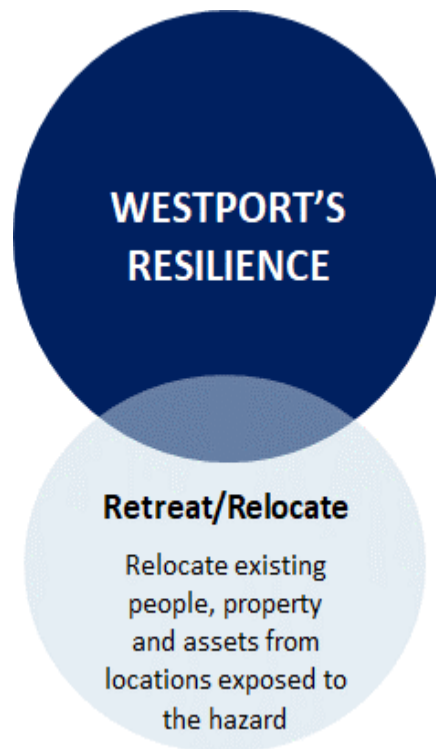 WESTPORT'S
RESILIENCE
Retreat/Relocate
Relocate existing
people, property
and assets from
locations exposed to
the hazard